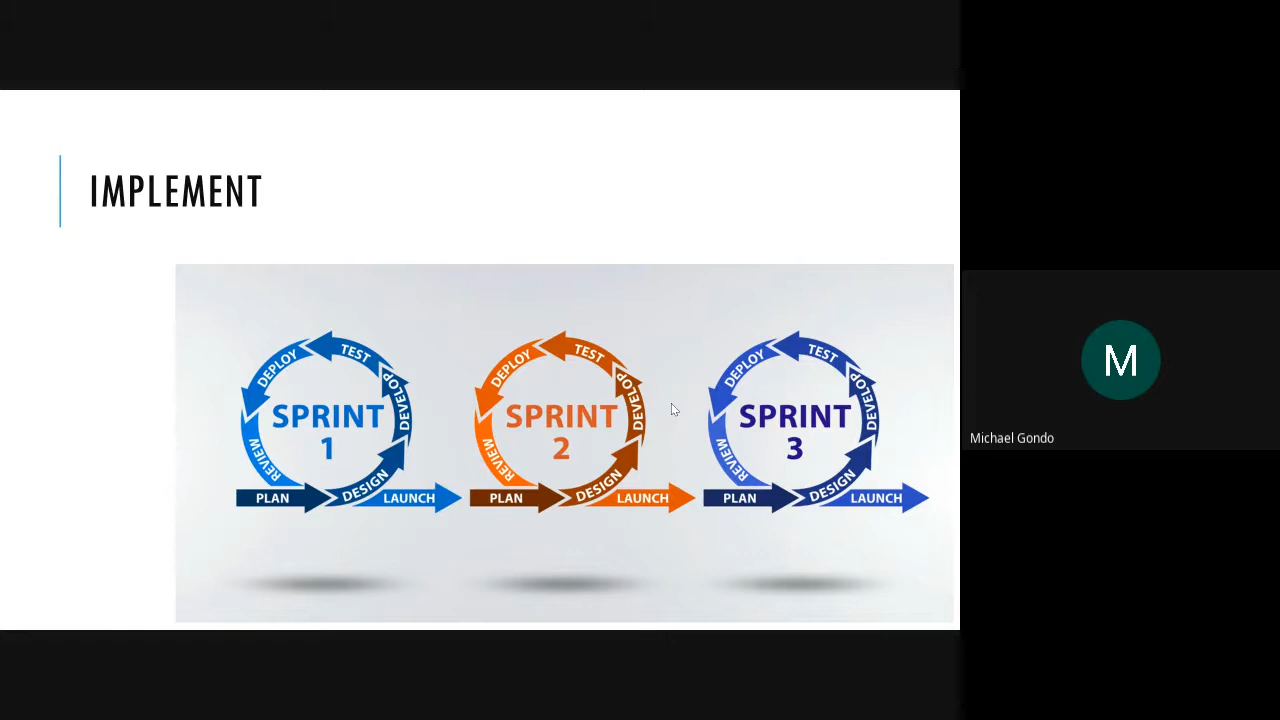 IMPLEMENT
DEPLOY
TEST
DEVELOP
SPRINT
1
REVIEW
DESIGN
PLAN
LAUNCH
DEPLOY
TEST
DEVELOP
SPRINT
2
REVIEW
DESIGN
PLAN
LAUNCH
DEPLOY
TEST
DEVELOP
SPRINT
3
REVIEW
DESIGN
PLAN
LAUNCH
M
Michael Gondo